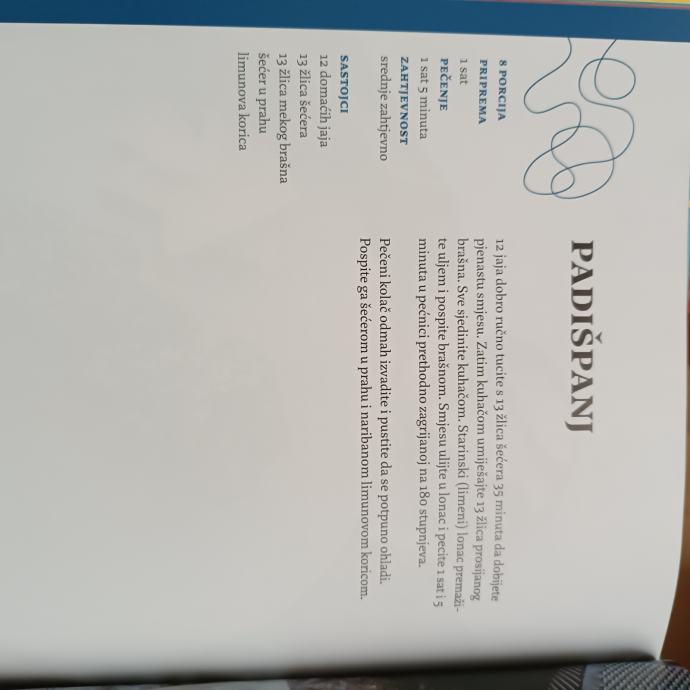 PADIŠPANJ
8 PORCIJA
PRIPREMA
1 sat
PEČENJE
1 sat 5 minuta
ZAHTJEVNOST
srednje zahtjevno
SASTOJCI
12 domaćih jaja
13 žlica šećera
13 žlica mekog brašna
šećer u prahu
limunova korica
12 jaja dobro ručno tucite s 13 žlica šećera 35 minuta da dobijete
pjenastu smjesu. Zatim kuhačom umiješajte 13 žlica prosijanog
brašna. Sve sjedinite kuhačom. Starinski (limeni) lonac premaži-
te uljem i pospite brašnom. Smjesu ulijte u lonac i pecite 1 sat i 5
minuta u pećnici prethodno zagrijanoj na 180 stupnjeva.
Pečeni kolač odmah izvadite i pustite da se potpuno ohladi.
Pospite ga šećerom u prahu i naribanom limunovom koricom.